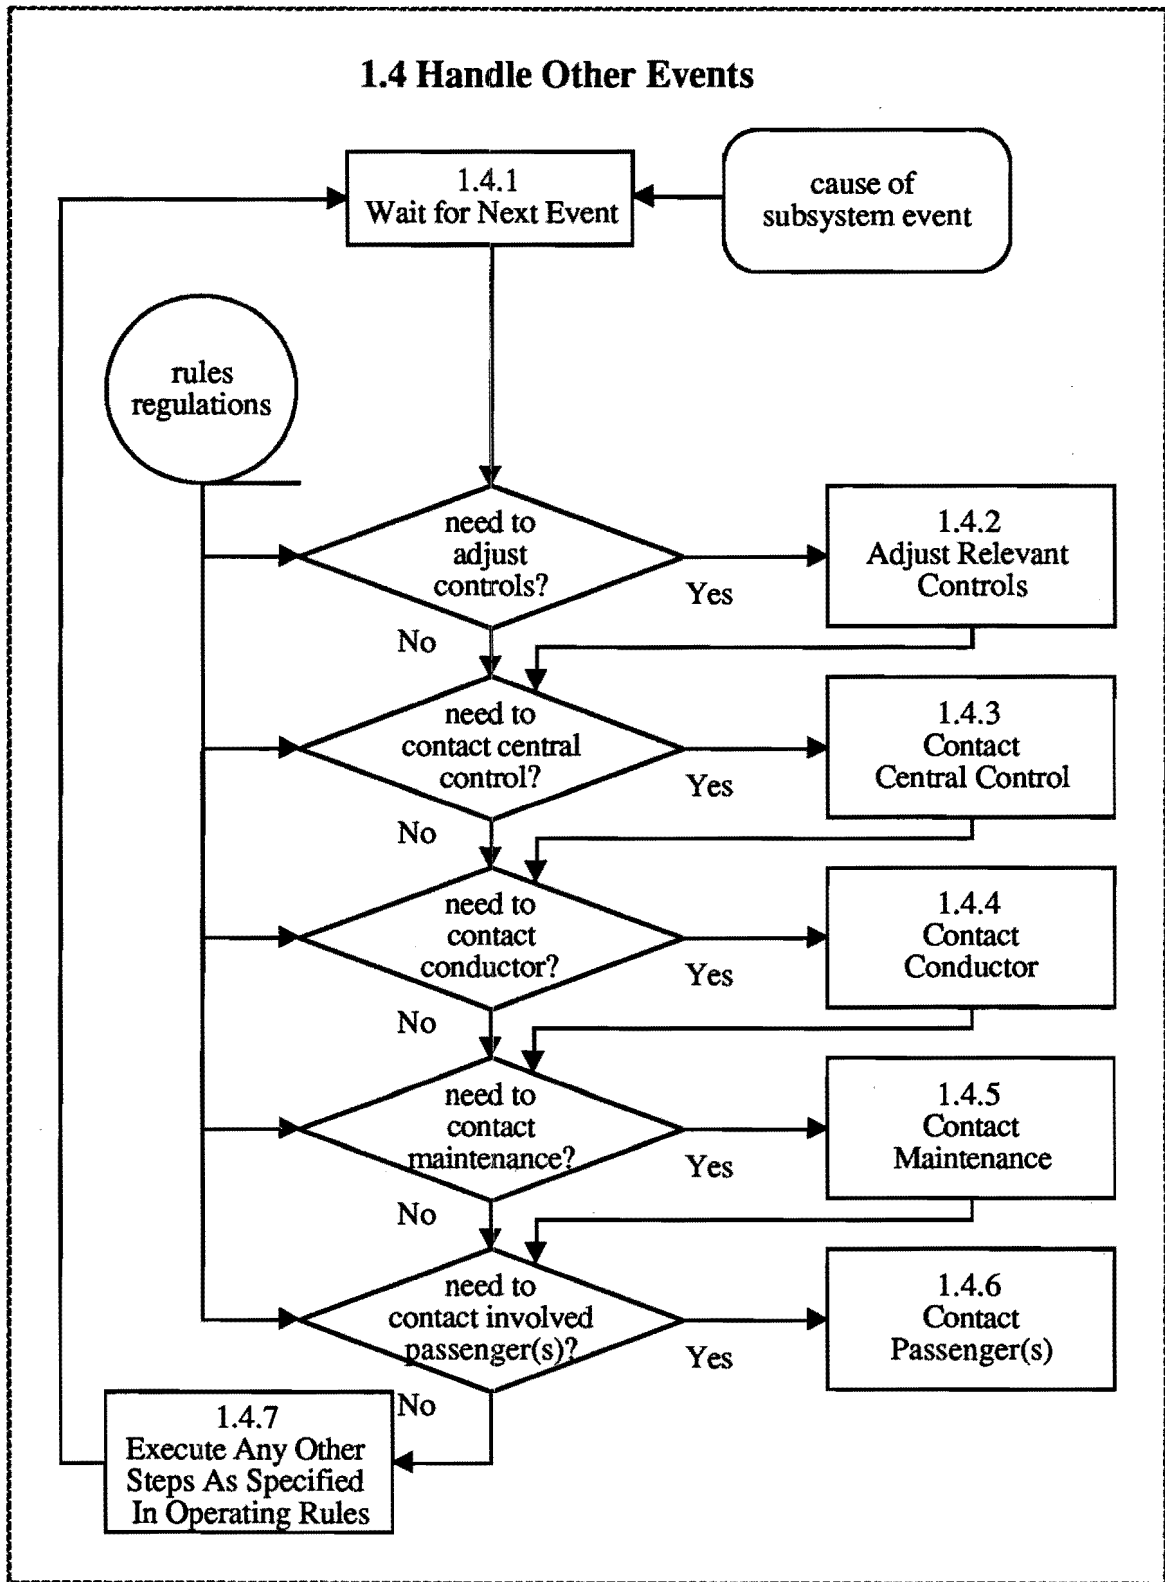 1.4 Handle Other Events
1.4.1
Wait for Next Event
cause of
subsystem event
rules
regulations
need to
adjust
controls?
Yes
No
1.4.2
Adjust Relevant
Controls
need to
contact central
control?
Yes
No
1.4.3
Contact
Central Control
need to
contact
conductor?
Yes
No
1.4.4
Contact
Conductor
need to
contact
maintenance?
Yes
No
1.4.5
Contact
Maintenance
need to
contact involved
passenger(s)?
Yes
No
1.4.6
Contact
Passenger(s)
1.4.7
Execute Any Other
Steps As Specified
In Operating Rules